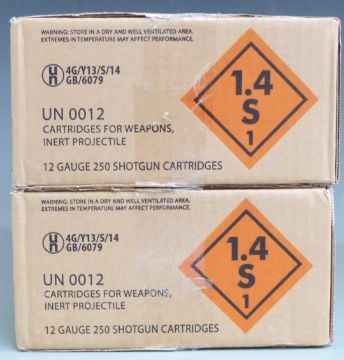 WARNING: STORE IN A DRY AND WELL VENTILATED AREA.
EXTREMES IN TEMPERATURE MAY AFFECT PERFORMANCE.
un 4G/Y13/S/14
GB/6079
UN 0012
CARTRIDGES FOR WEAPONS,
INERT PROJECTILE
12 GAUGE 250 SHOTGUN CARTRIDGES
1.4
S
1
WARNING: STORE IN A DRY AND WELL VENTILATED AREA.
EXTREMES IN TEMPERATURE MAY AFFECT PERFORMANCE.
un 4G/Y13/S/14
GB/6079
UN 0012
CARTRIDGES FOR WEAPONS,
INERT PROJECTILE
12 GAUGE 250 SHOTGUN CARTRIDGES
1.4
S
1